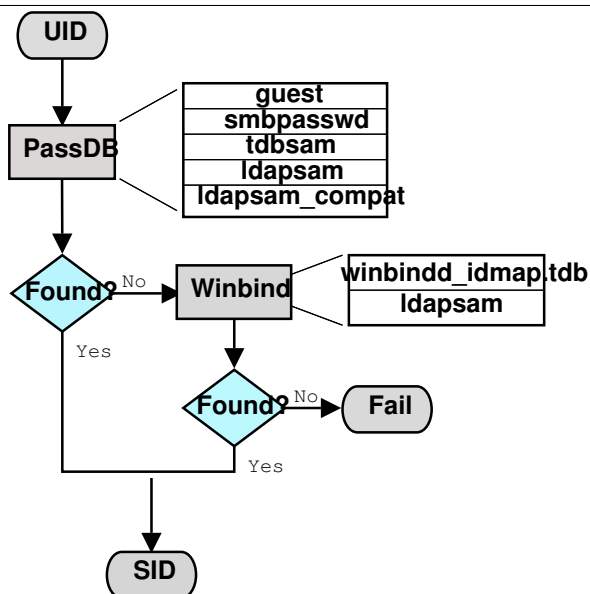 UID
PassDB
guest
smbpasswd
tdbsam
ldapsam
ldapsam_compat
Found?
No
Winbind
winbindd_idmap.tdb
ldapsam
Yes
Found?
No
Fail
Yes
SID